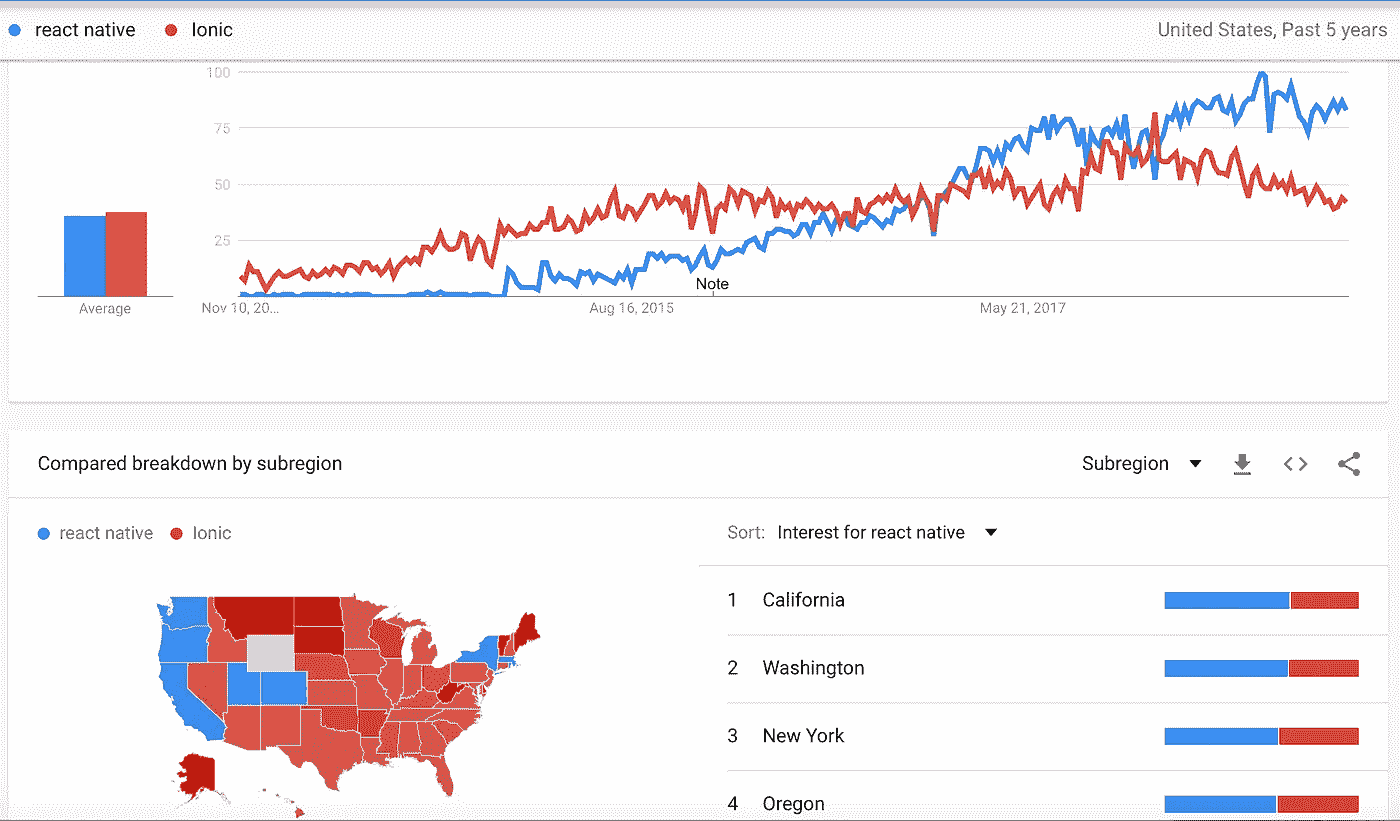 react native Ionic United States, Past 5 years
100
75
50
25
Note
Average Nov 10, 20... Aug 16, 2015 May 21, 2017
Compared breakdown by subregion Subregion
react native Ionic Sort: Interest for react native
1 California
2 Washington
3 New York
4 Oregon